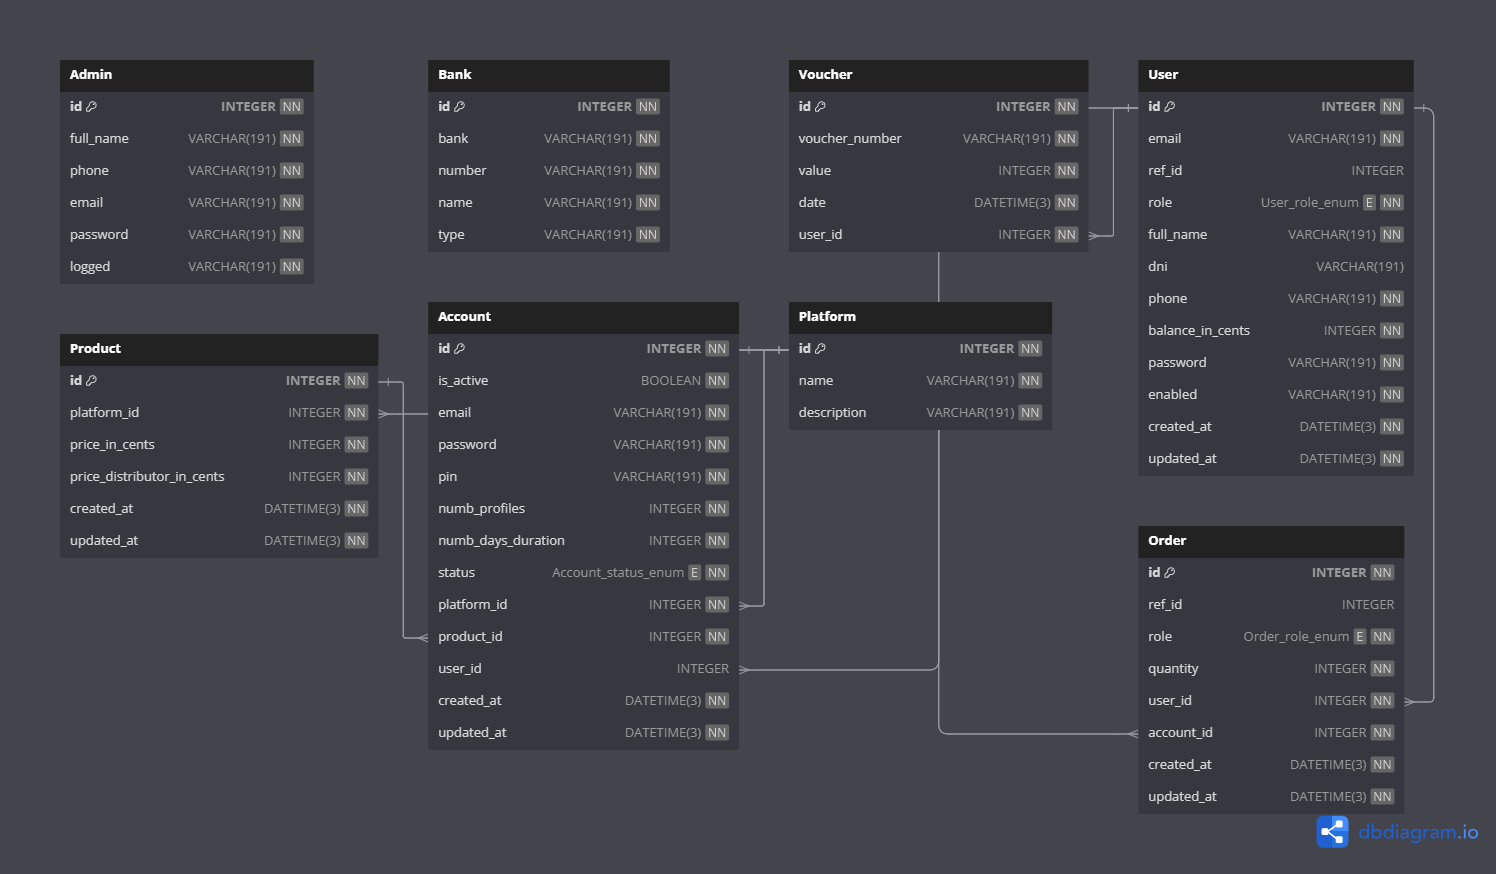 Admin
id INTEGER NN
full_name VARCHAR(191) NN
phone VARCHAR(191) NN
email VARCHAR(191) NN
password VARCHAR(191) NN
logged VARCHAR(191) NN
Bank
id INTEGER NN
bank VARCHAR(191) NN
number VARCHAR(191) NN
name VARCHAR(191) NN
type VARCHAR(191) NN
Voucher
id INTEGER NN
voucher_number VARCHAR(191) NN
value INTEGER NN
date DATETIME(3) NN
user_id INTEGER NN
User
id INTEGER NN
email VARCHAR(191) NN
ref_id INTEGER
role User_role_enum E NN
full_name VARCHAR(191) NN
dni VARCHAR(191)
phone VARCHAR(191) NN
balance_in_cents INTEGER NN
password VARCHAR(191) NN
enabled VARCHAR(191) NN
created_at DATETIME(3) NN
updated_at DATETIME(3) NN
Product
id INTEGER NN
platform_id INTEGER NN
price_in_cents INTEGER NN
price_distributor_in_cents INTEGER NN
created_at DATETIME(3) NN
updated_at DATETIME(3) NN
Account
id INTEGER NN
is_active BOOLEAN NN
email VARCHAR(191) NN
password VARCHAR(191) NN
pin VARCHAR(191) NN
numb_profiles INTEGER NN
numb_days_duration INTEGER NN
status Account_status_enum E NN
platform_id INTEGER NN
product_id INTEGER NN
user_id INTEGER
created_at DATETIME(3) NN
updated_at DATETIME(3) NN
Platform
id INTEGER NN
name VARCHAR(191) NN
description VARCHAR(191) NN
Order
id INTEGER NN
ref_id INTEGER
role Order_role_enum E NN
quantity INTEGER NN
user_id INTEGER NN
account_id INTEGER NN
created_at DATETIME(3) NN
updated_at DATETIME(3) NN
dbdiagram.io